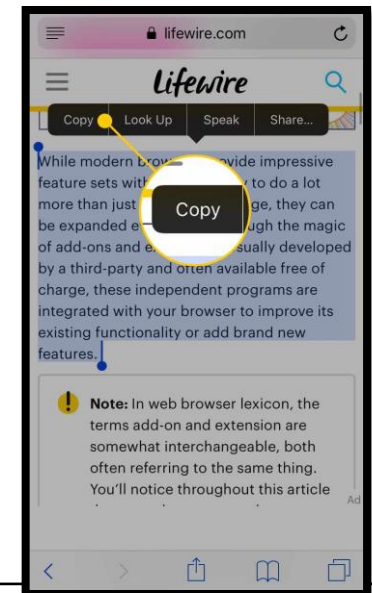 lifewire.com
Lifewire
Copy Look Up Speak Share...
While modern provide impressive
feature sets with to do a lot
more than just ge, they can
be expanded e ugh the magic
of add-ons and e sually developed
by a third-party and often available free of
charge, these independent programs are
integrated with your browser to improve its
existing functionality or add brand new
features.
Copy
! Note: In web browser lexicon, the
terms add-on and extension are
somewhat interchangeable, both
often referring to the same thing.
You'll notice throughout this article
Ad